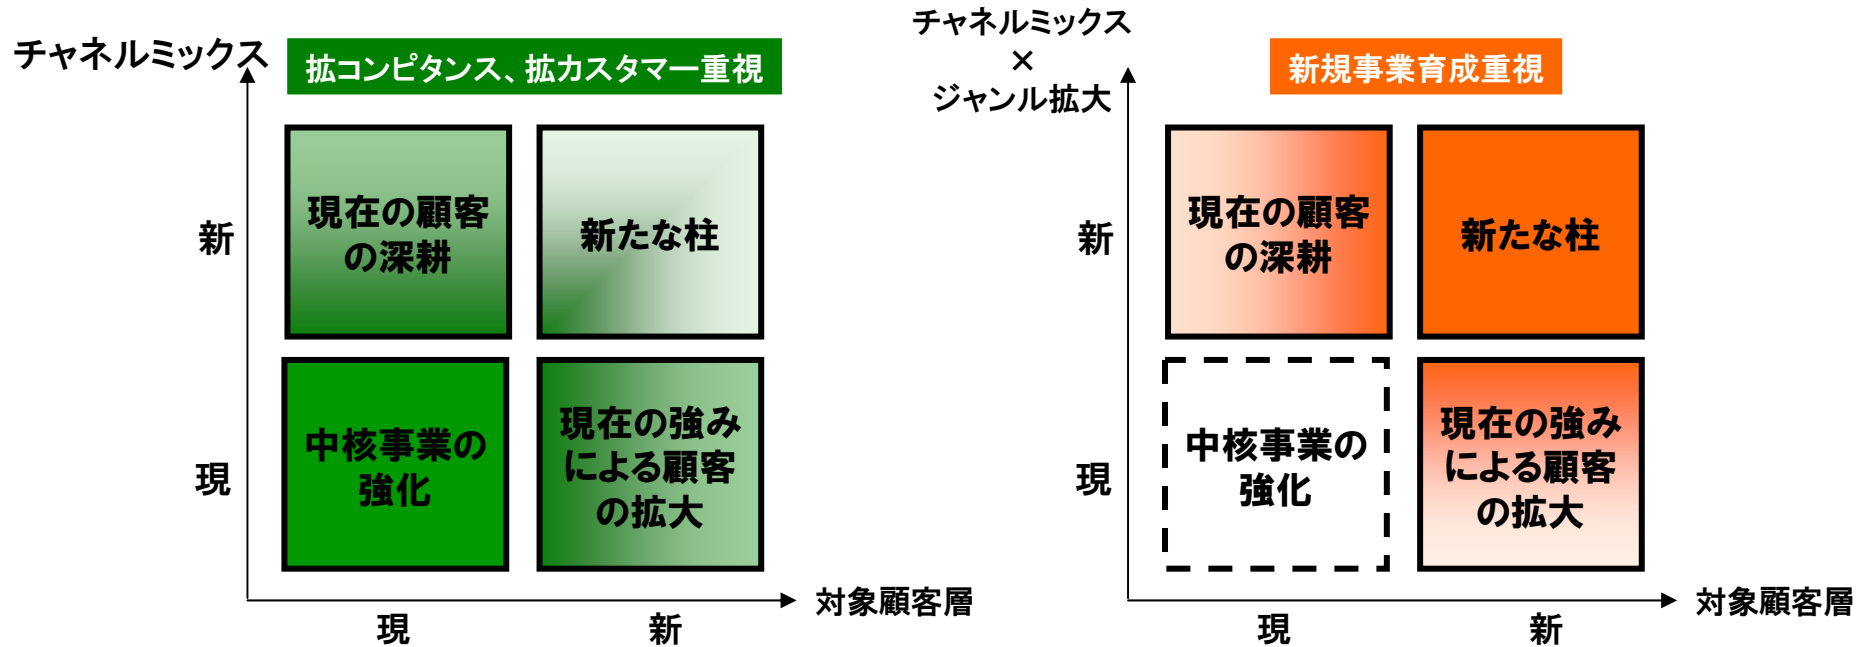 チャネルミックス
拡コンピタンス、拡カスタマー重視
新
現在の顧客
の深耕
新たな柱
現
中核事業の
強化
現在の強み
による顧客
の拡大
現
新
対象顧客層
チャネルミックス
×
ジャンル拡大
新規事業育成重視
新
現在の顧客
の深耕
新たな柱
現
中核事業の
強化
現在の強み
による顧客
の拡大
現
新
対象顧客層